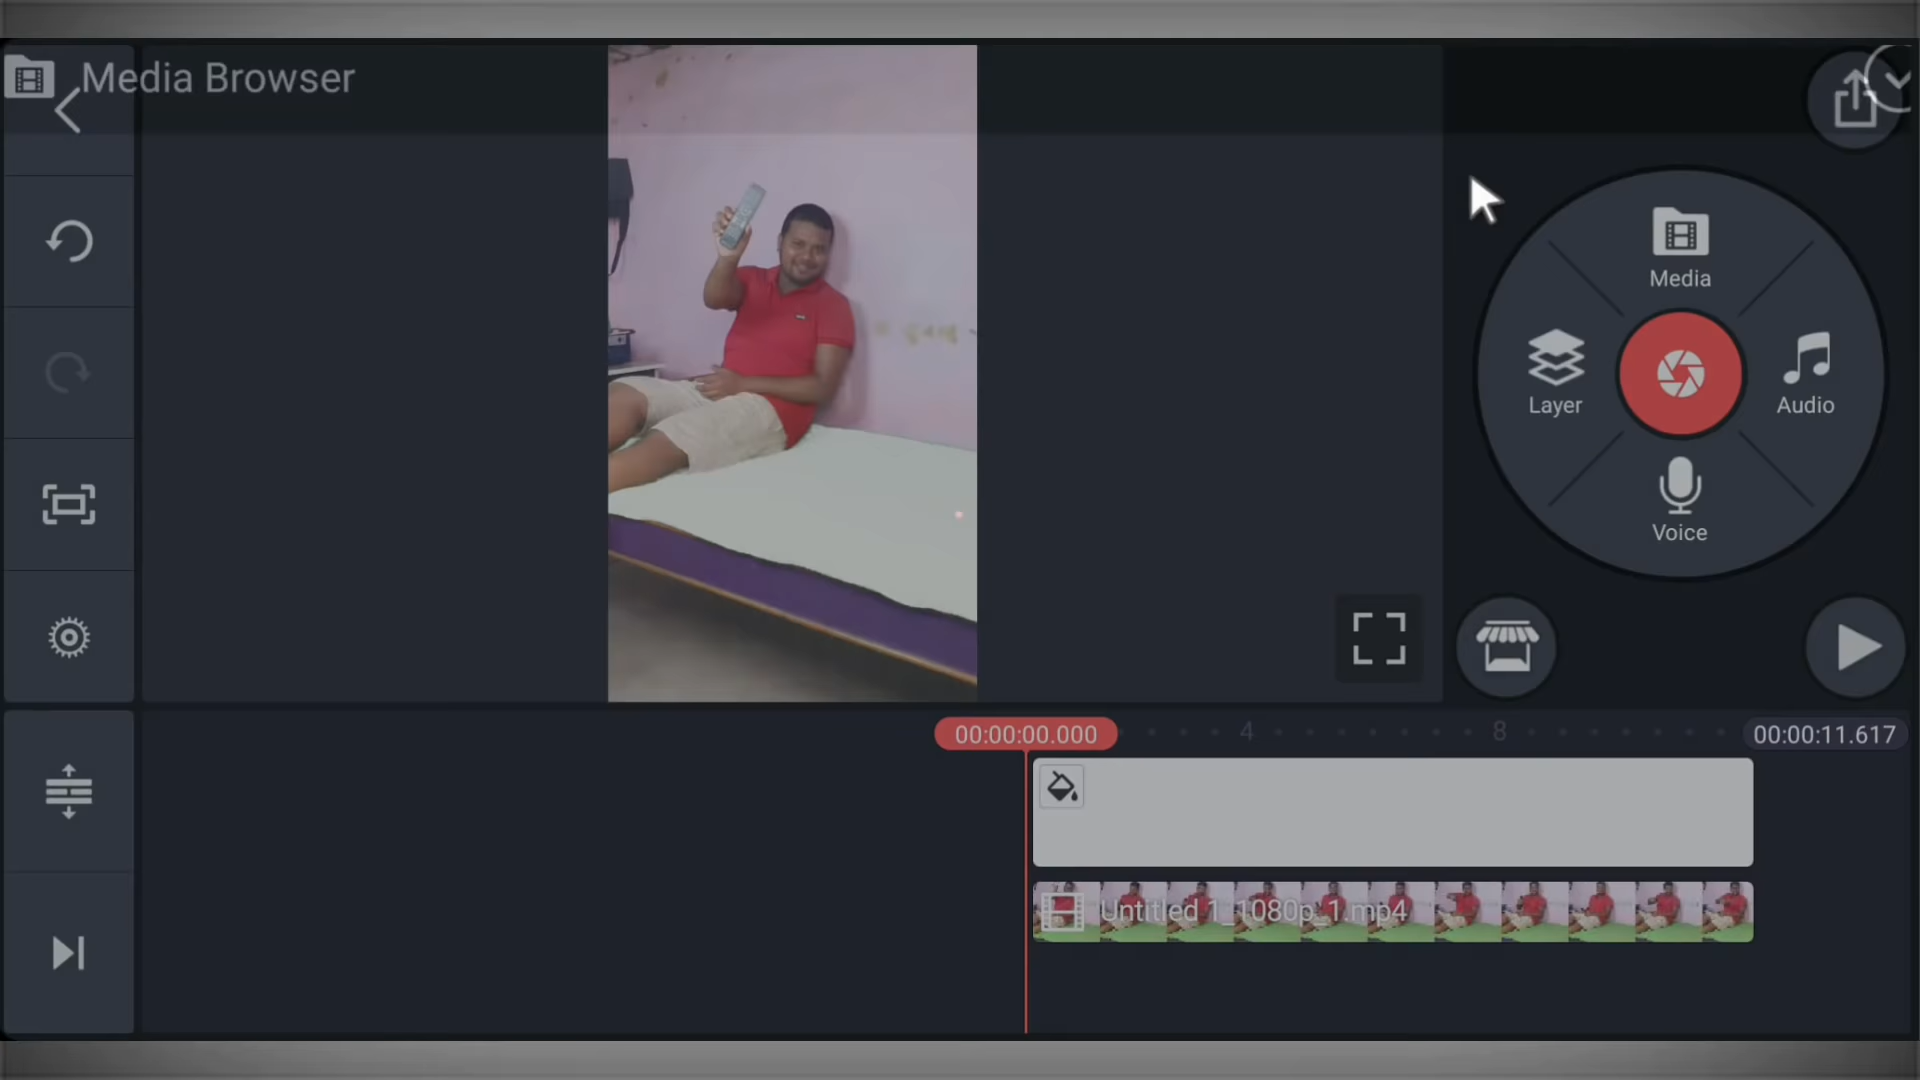 Media Browser
Media
Layer
Audio
Voice
00:00:00.000
4
8
00:00:11.617
Untitled 1_1080p_1.mp4